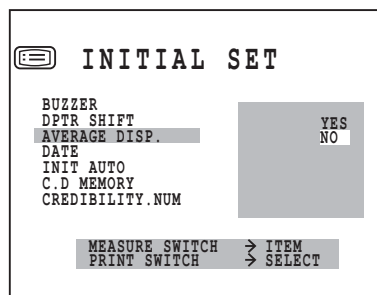 INITIAL SET
BUZZER
DPTR SHIFT
AVERAGE DISP.
DATE
INIT AUTO
C.D MEMORY
CREDIBILITY.NUM
YES
NO
MEASURE SWITCH → ITEM
PRINT SWITCH → SELECT